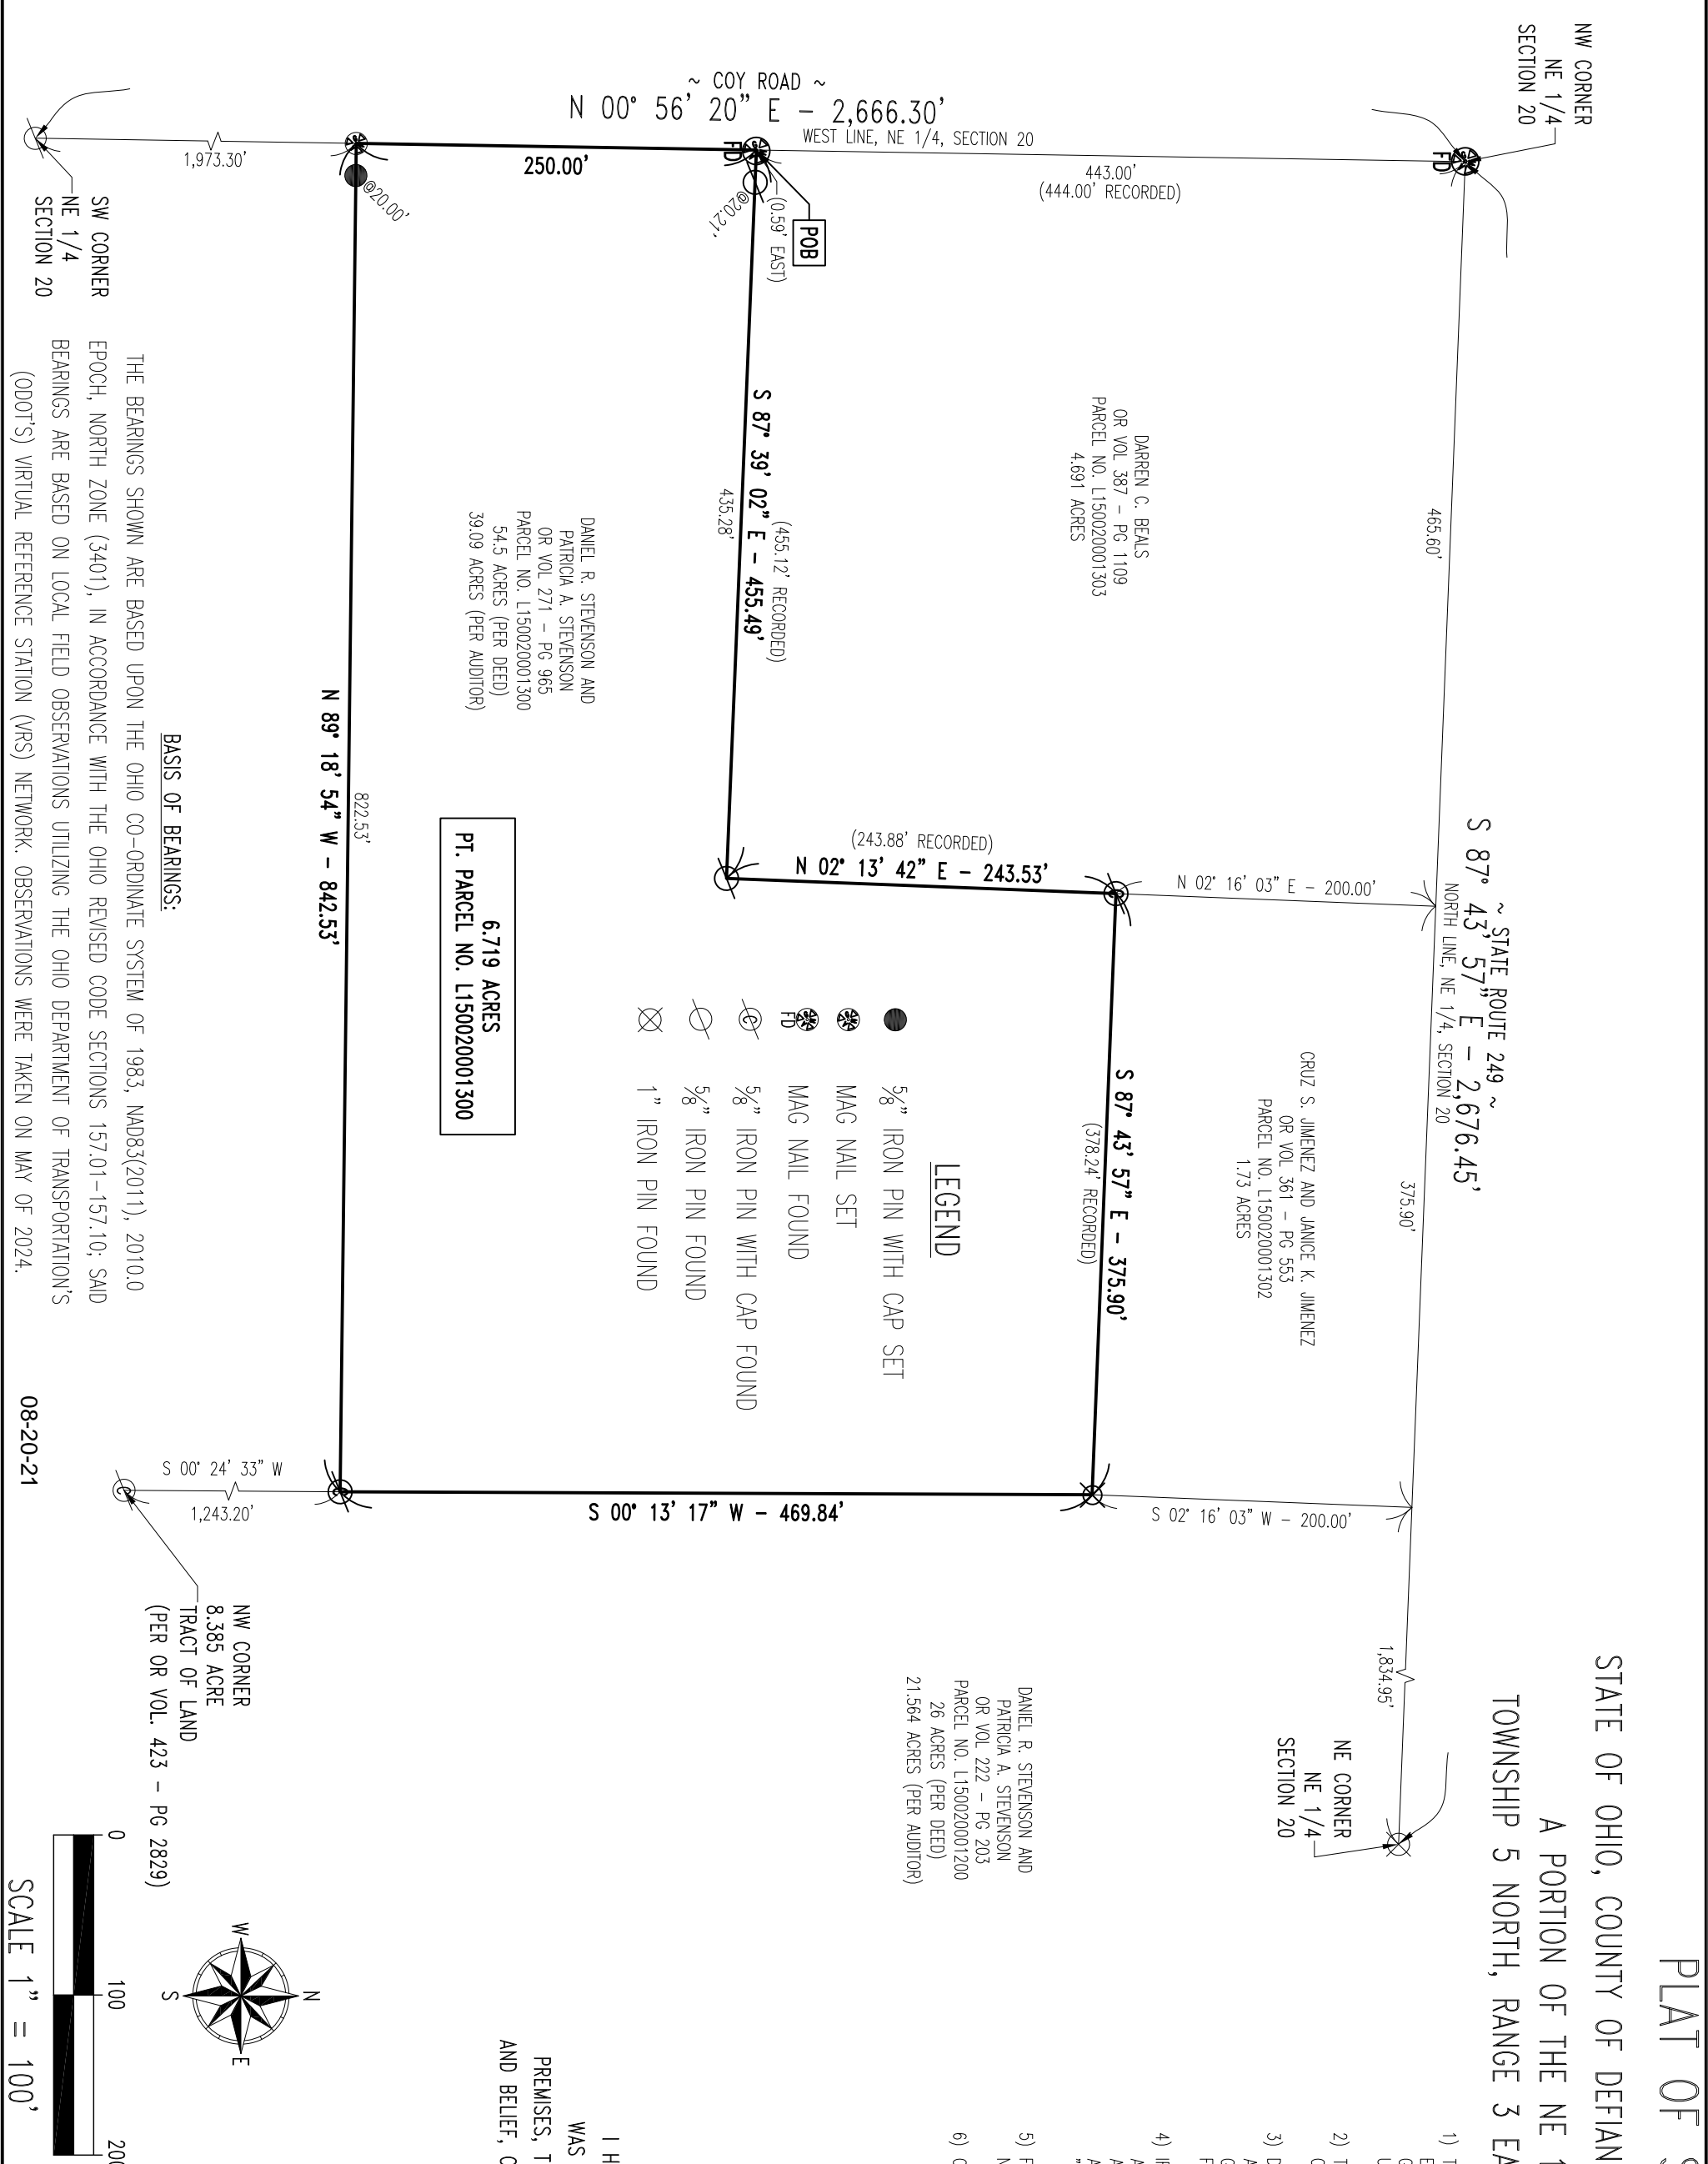 PLAT OF
STATE OF OHIO, COUNTY OF DEFIAN
A PORTION OF THE NE
TOWNSHIP 5 NORTH, RANGE 3 EA
NW CORNER
NE 1/4
SECTION 20
FD
465.60'
S 87° 43' 57" E - 2,676.45'
~ STATE ROUTE 249 ~
NORTH LINE, NE 1/4, SECTION 20
375.90'
1,834.95'
NE CORNER
NE 1/4
SECTION 20
~ COY ROAD ~
N 00° 56' 20" E - 2,666.30'
WEST LINE, NE 1/4, SECTION 20
443.00'
(444.00' RECORDED)
DARREN C. BEALS
OR VOL 387 - PG 1109
PARCEL NO. L150020001303
4.691 ACRES
CRUZ S. JIMENEZ AND JANICE K. JIMENEZ
OR VOL 361 - PG 553
PARCEL NO. L150020001302
1.73 ACRES
N 02° 16' 03" E - 200.00'
S 02° 16' 03" W - 200.00'
S 87° 43' 57" E - 375.90'
(378.24' RECORDED)
(243.88' RECORDED)
N 02° 13' 42" E - 243.53'
POB
(0.59' EAST)
@20.21'
FD
(455.12' RECORDED)
S 87° 39' 02" E - 455.49'
435.28'
250.00'
@20.00'
1,973.30'
SW CORNER
NE 1/4
SECTION 20
DANIEL R. STEVENSON AND
PATRICIA A. STEVENSON
OR VOL 271 - PG 965
PARCEL NO. L150020001300
54.5 ACRES (PER DEED)
39.09 ACRES (PER AUDITOR)
LEGEND
5/8" IRON PIN WITH CAP SET
MAG NAIL SET
FD MAG NAIL FOUND
C 5/8" IRON PIN WITH CAP FOUND
5/8" IRON PIN FOUND
1" IRON PIN FOUND
6.719 ACRES
PT. PARCEL NO. L150020001300
822.53'
N 89° 18' 54" W - 842.53'
S 00° 13' 17" W - 469.84'
S 00° 24' 33" W
1,243.20'
C
DANIEL R. STEVENSON AND
PATRICIA A. STEVENSON
OR VOL 222 - PG 203
PARCEL NO. L150020001200
26 ACRES (PER DEED)
21.564 ACRES (PER AUDITOR)
NW CORNER
8.385 ACRE
TRACT OF LAND
(PER OR VOL. 423 - PG 2829)
BASIS OF BEARINGS:
THE BEARINGS SHOWN ARE BASED UPON THE OHIO CO-ORDINATE SYSTEM OF 1983, NAD83(2011), 2010.0
EPOCH, NORTH ZONE (3401), IN ACCORDANCE WITH THE OHIO REVISED CODE SECTIONS 157.01-157.10; SAID
BEARINGS ARE BASED ON LOCAL FIELD OBSERVATIONS UTILIZING THE OHIO DEPARTMENT OF TRANSPORTATION'S
(ODOT'S) VIRTUAL REFERENCE STATION (VRS) NETWORK. OBSERVATIONS WERE TAKEN ON MAY OF 2024.
08-20-21
N
W
E
S
0 100
SCALE 1" = 100'
1)
2)
3)
4)
5)
6)
I H
WAS
PREMISES, T
AND BELIEF,